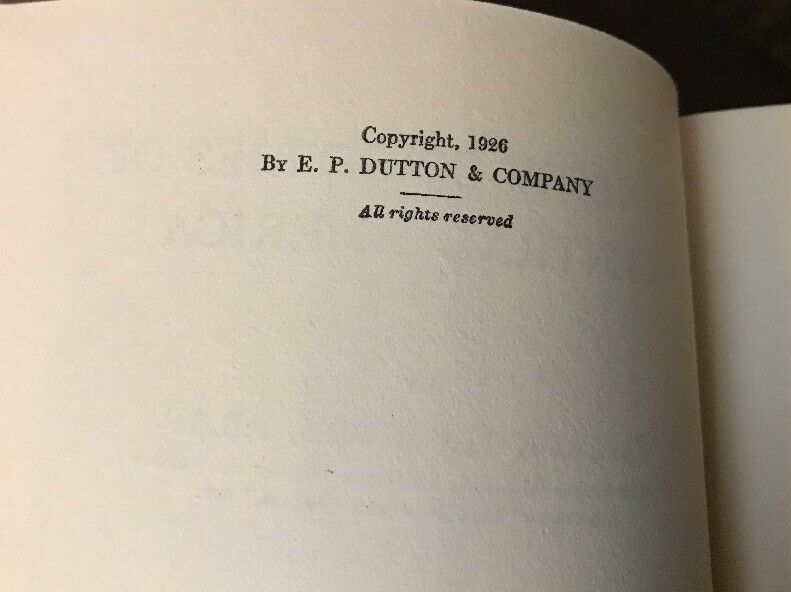 Copyright, 1926
By E. P. DUTTON & COMPANY
All rights reserved